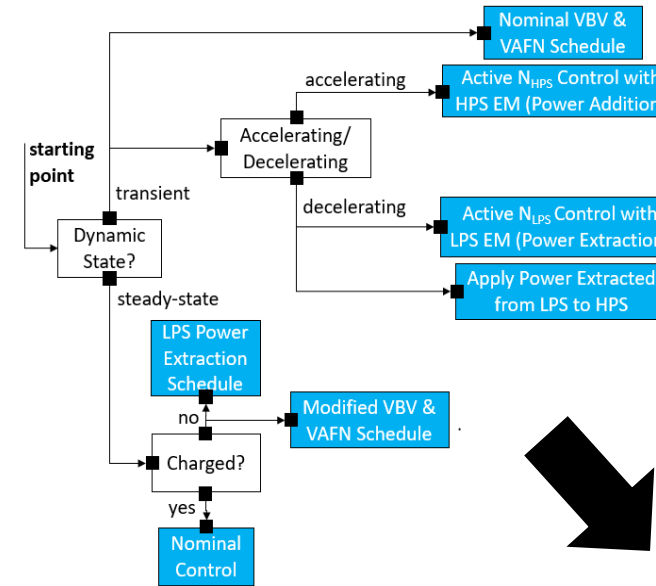 Nominal VBV &
VAFN Schedule
accelerating
Active NHPS Control with
HPS EM (Power Addition
Accelerating/
Decelerating
starting
point
transient
decelerating
Active NLPS Control with
LPS EM (Power Extraction
Dynamic
State?
Apply Power Extracted
from LPS to HPS
steady-state
LPS Power
Extraction
Schedule
no
Modified VBV &
VAFN Schedule
Charged?
yes
Nominal
Control